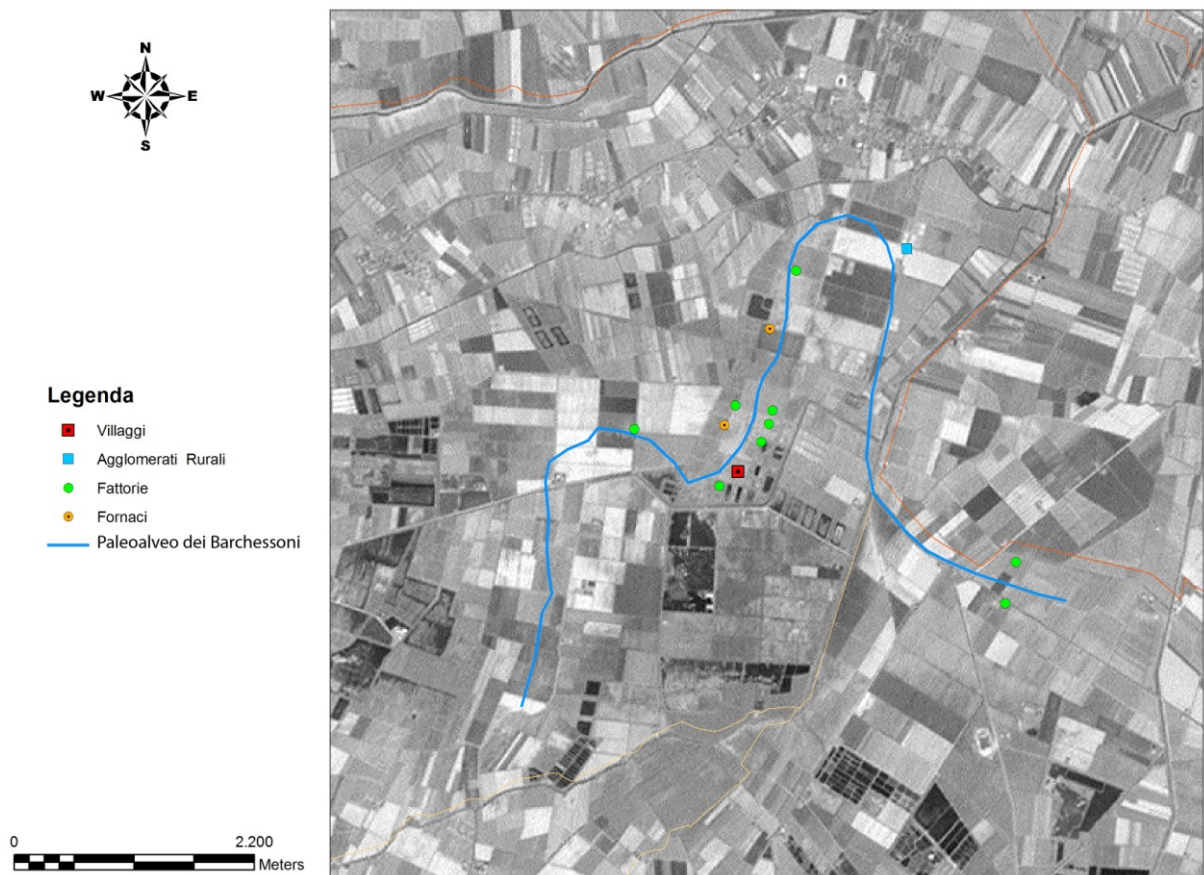 N
W E
S
Legenda
Villaggi
Agglomerati Rurali
Fattorie
Fornaci
Paleoalveo dei Barchessoni
0 2.200
Meters